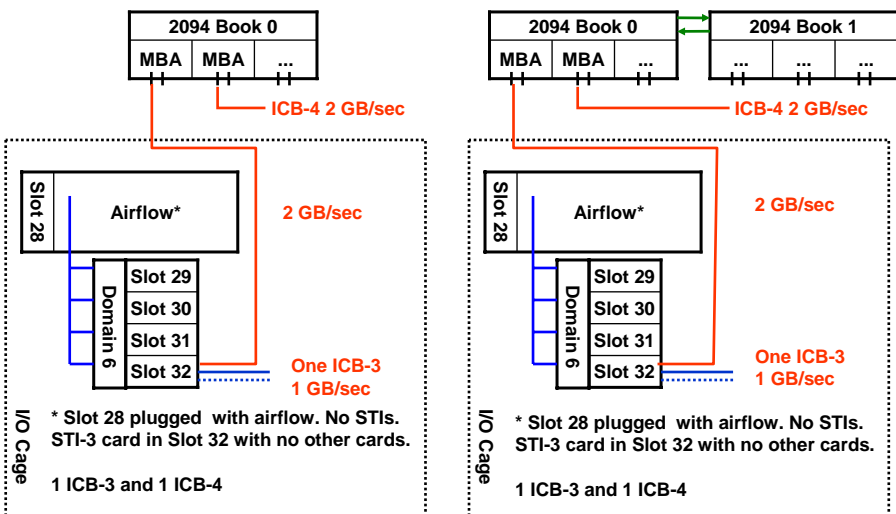 2094 Book 0
MBA MBA ...
ICB-4 2 GB/sec
Slot 28
Airflow*
2 GB/sec
Domain 6
Slot 29
Slot 30
Slot 31
Slot 32
One ICB-3
1 GB/sec
I/O Cage
* Slot 28 plugged with airflow. No STIs.
STI-3 card in Slot 32 with no other cards.
1 ICB-3 and 1 ICB-4
2094 Book 0
MBA MBA ...
2094 Book 1
... ... ...
ICB-4 2 GB/sec
Slot 28
Airflow*
2 GB/sec
Domain 6
Slot 29
Slot 30
Slot 31
Slot 32
One ICB-3
1 GB/sec
I/O Cage
* Slot 28 plugged with airflow. No STIs.
STI-3 card in Slot 32 with no other cards.
1 ICB-3 and 1 ICB-4